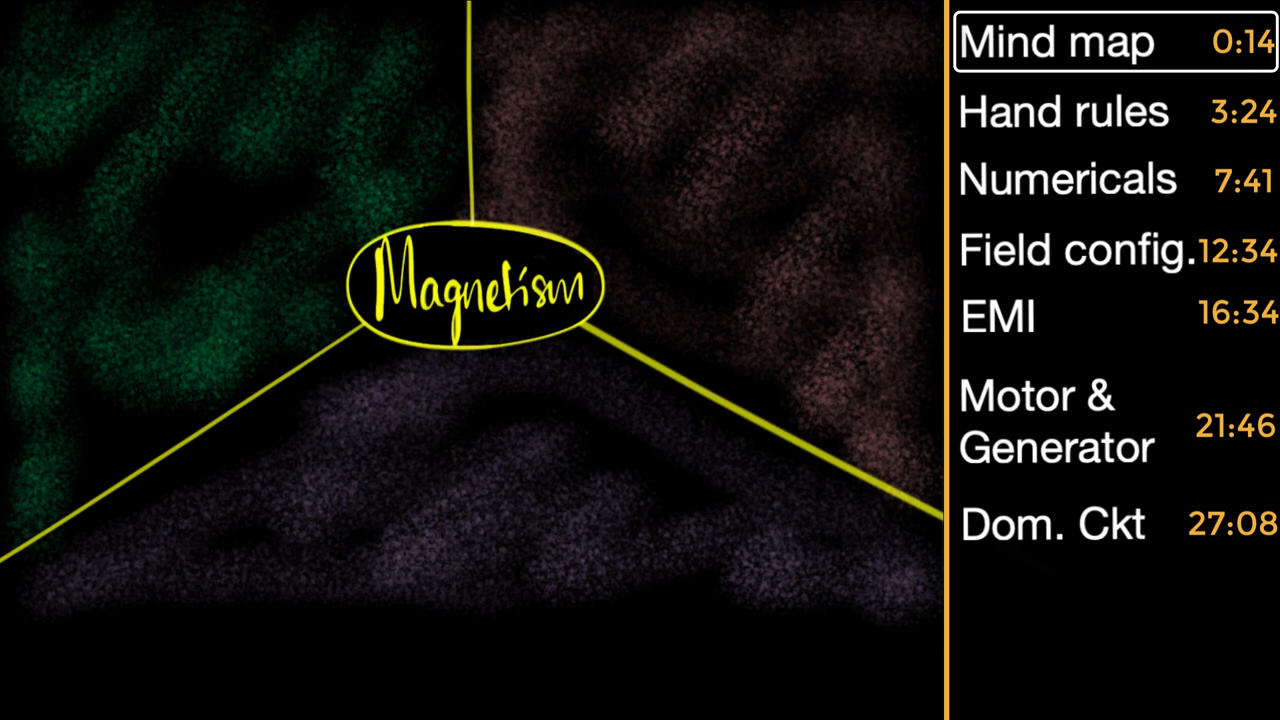 Magnetism
Mind map 0:14
Hand rules 3:24
Numericals 7:41
Field config. 12:34
EMI 16:34
Motor &
Generator 21:46
Dom. Ckt 27:08